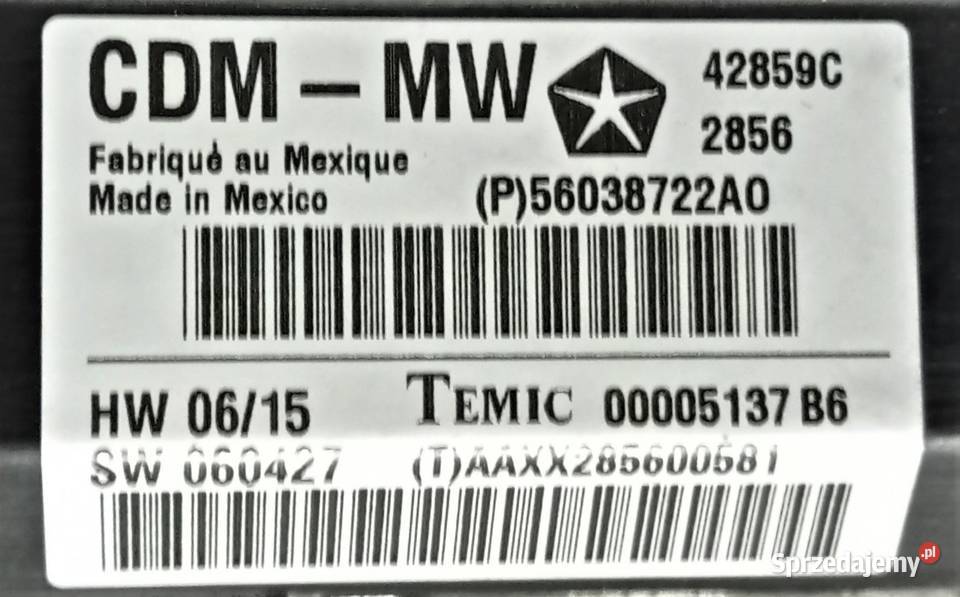 CDM – MW
42859C
2856
Fabriqué au Mexique
Made in Mexico
(P)56038722AO
HW 06/15
TEMIC 00005137 B6
SW 060427
(T)AAXX285600581
Sprzedajemy.pl